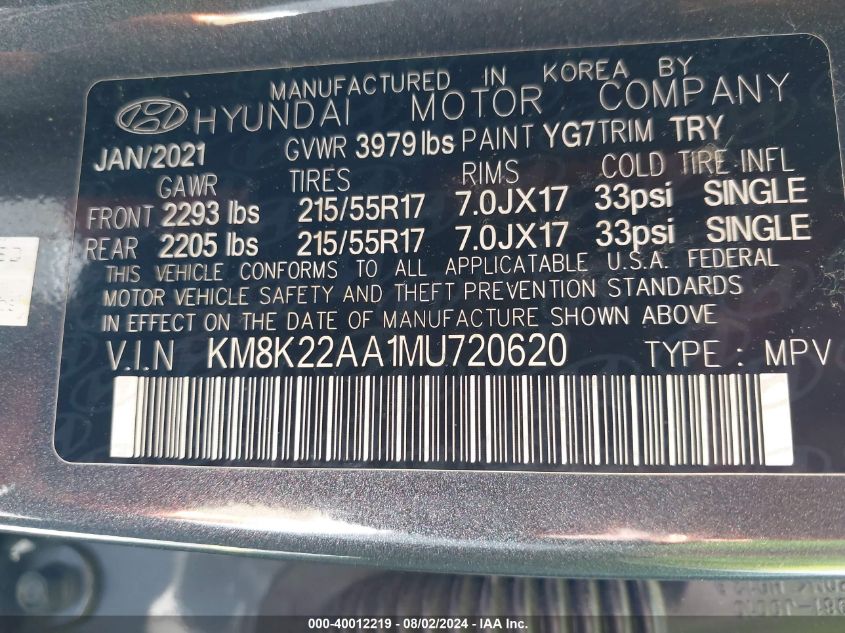 MANUFACTURED IN KOREA BY
HYUNDAI MOTOR COMPANY
JAN/2021 GVWR 3979 lbs PAINT YG7 TRIM TRY
GAWR TIRES RIMS COLD TIRE INFL
FRONT 2293 lbs 215/55R17 7.0JX17 33psi SINGLE
REAR 2205 lbs 215/55R17 7.0JX17 33psi SINGLE
THIS VEHICLE CONFORMS TO ALL APPLICATABLE U.S.A. FEDERAL
MOTOR VEHICLE SAFETY AND THEFT PREVENTION STANDARDS
IN EFFECT ON THE DATE OF MANUFACTURE SHOWN ABOVE
V.I.N KM8K22AA1MU720620 TYPE : MPV
000-40012219 - 08/02/2024 - IAA, LLC.